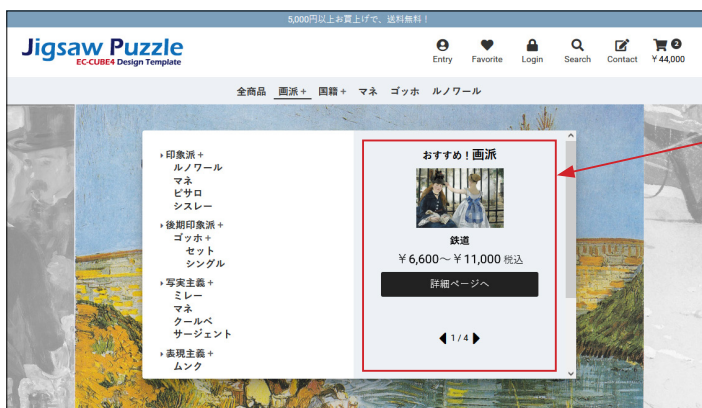 5,000円以上お買上げで、送料無料！
Jigsaw Puzzle
EC-CUBE4 Design Template
Entry
Favorite
Login
Search
Contact
2
￥44,000
全商品 画派+ 国籍+ マネ ゴッホ ルノワール
印象派+
ルノワール
マネ
ピサロ
シスレー
後期印象派+
ゴッホ+
セット
シングル
写実主義+
ミレー
マネ
クールベ
サージェント
表現主義+
ムンク
おすすめ！画派
鉄道
￥6,600～￥11,000 税込
詳細ページへ
1/4